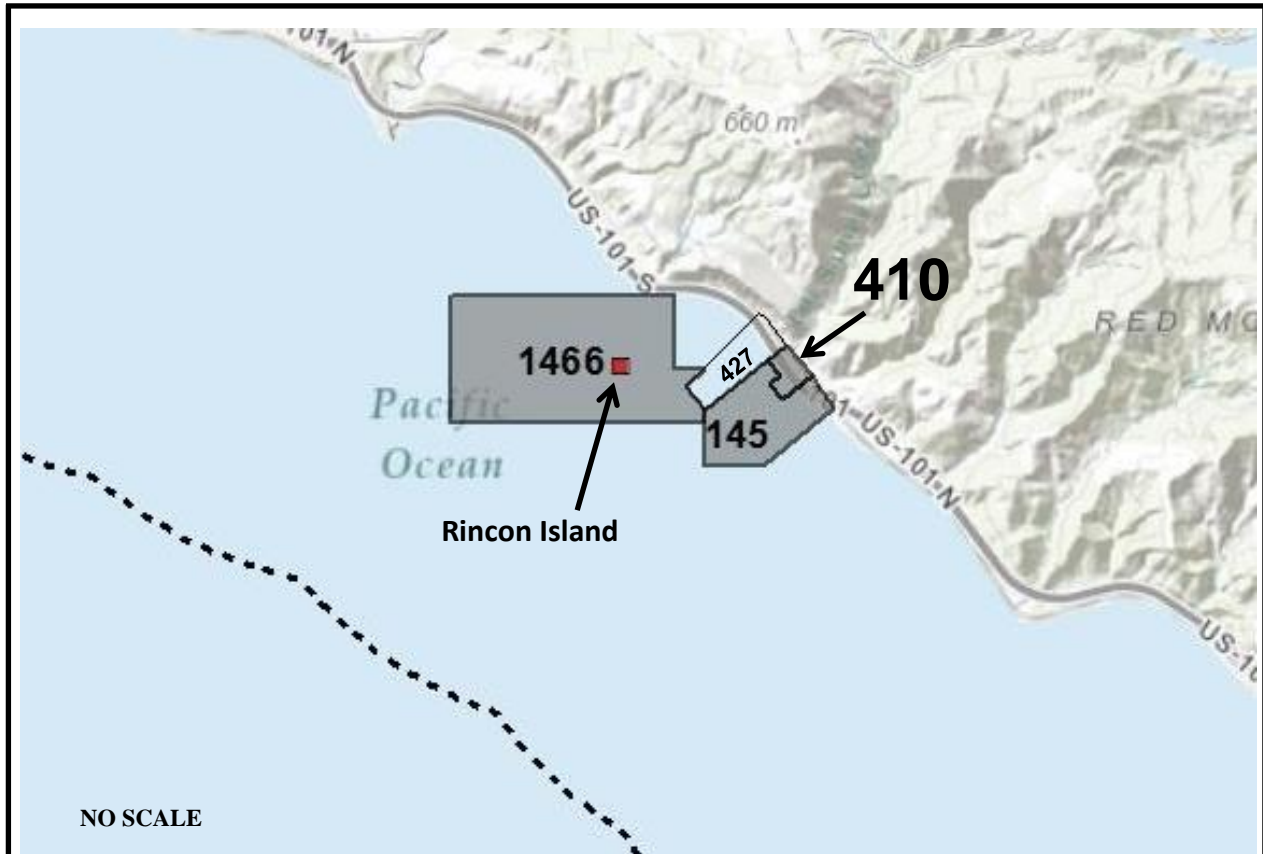 101-N
660 m
US-101-S
410
RED MO
1466
427
Pacific
Ocean
145
101-US-101-N
Rincon Island
US-10
NO SCALE